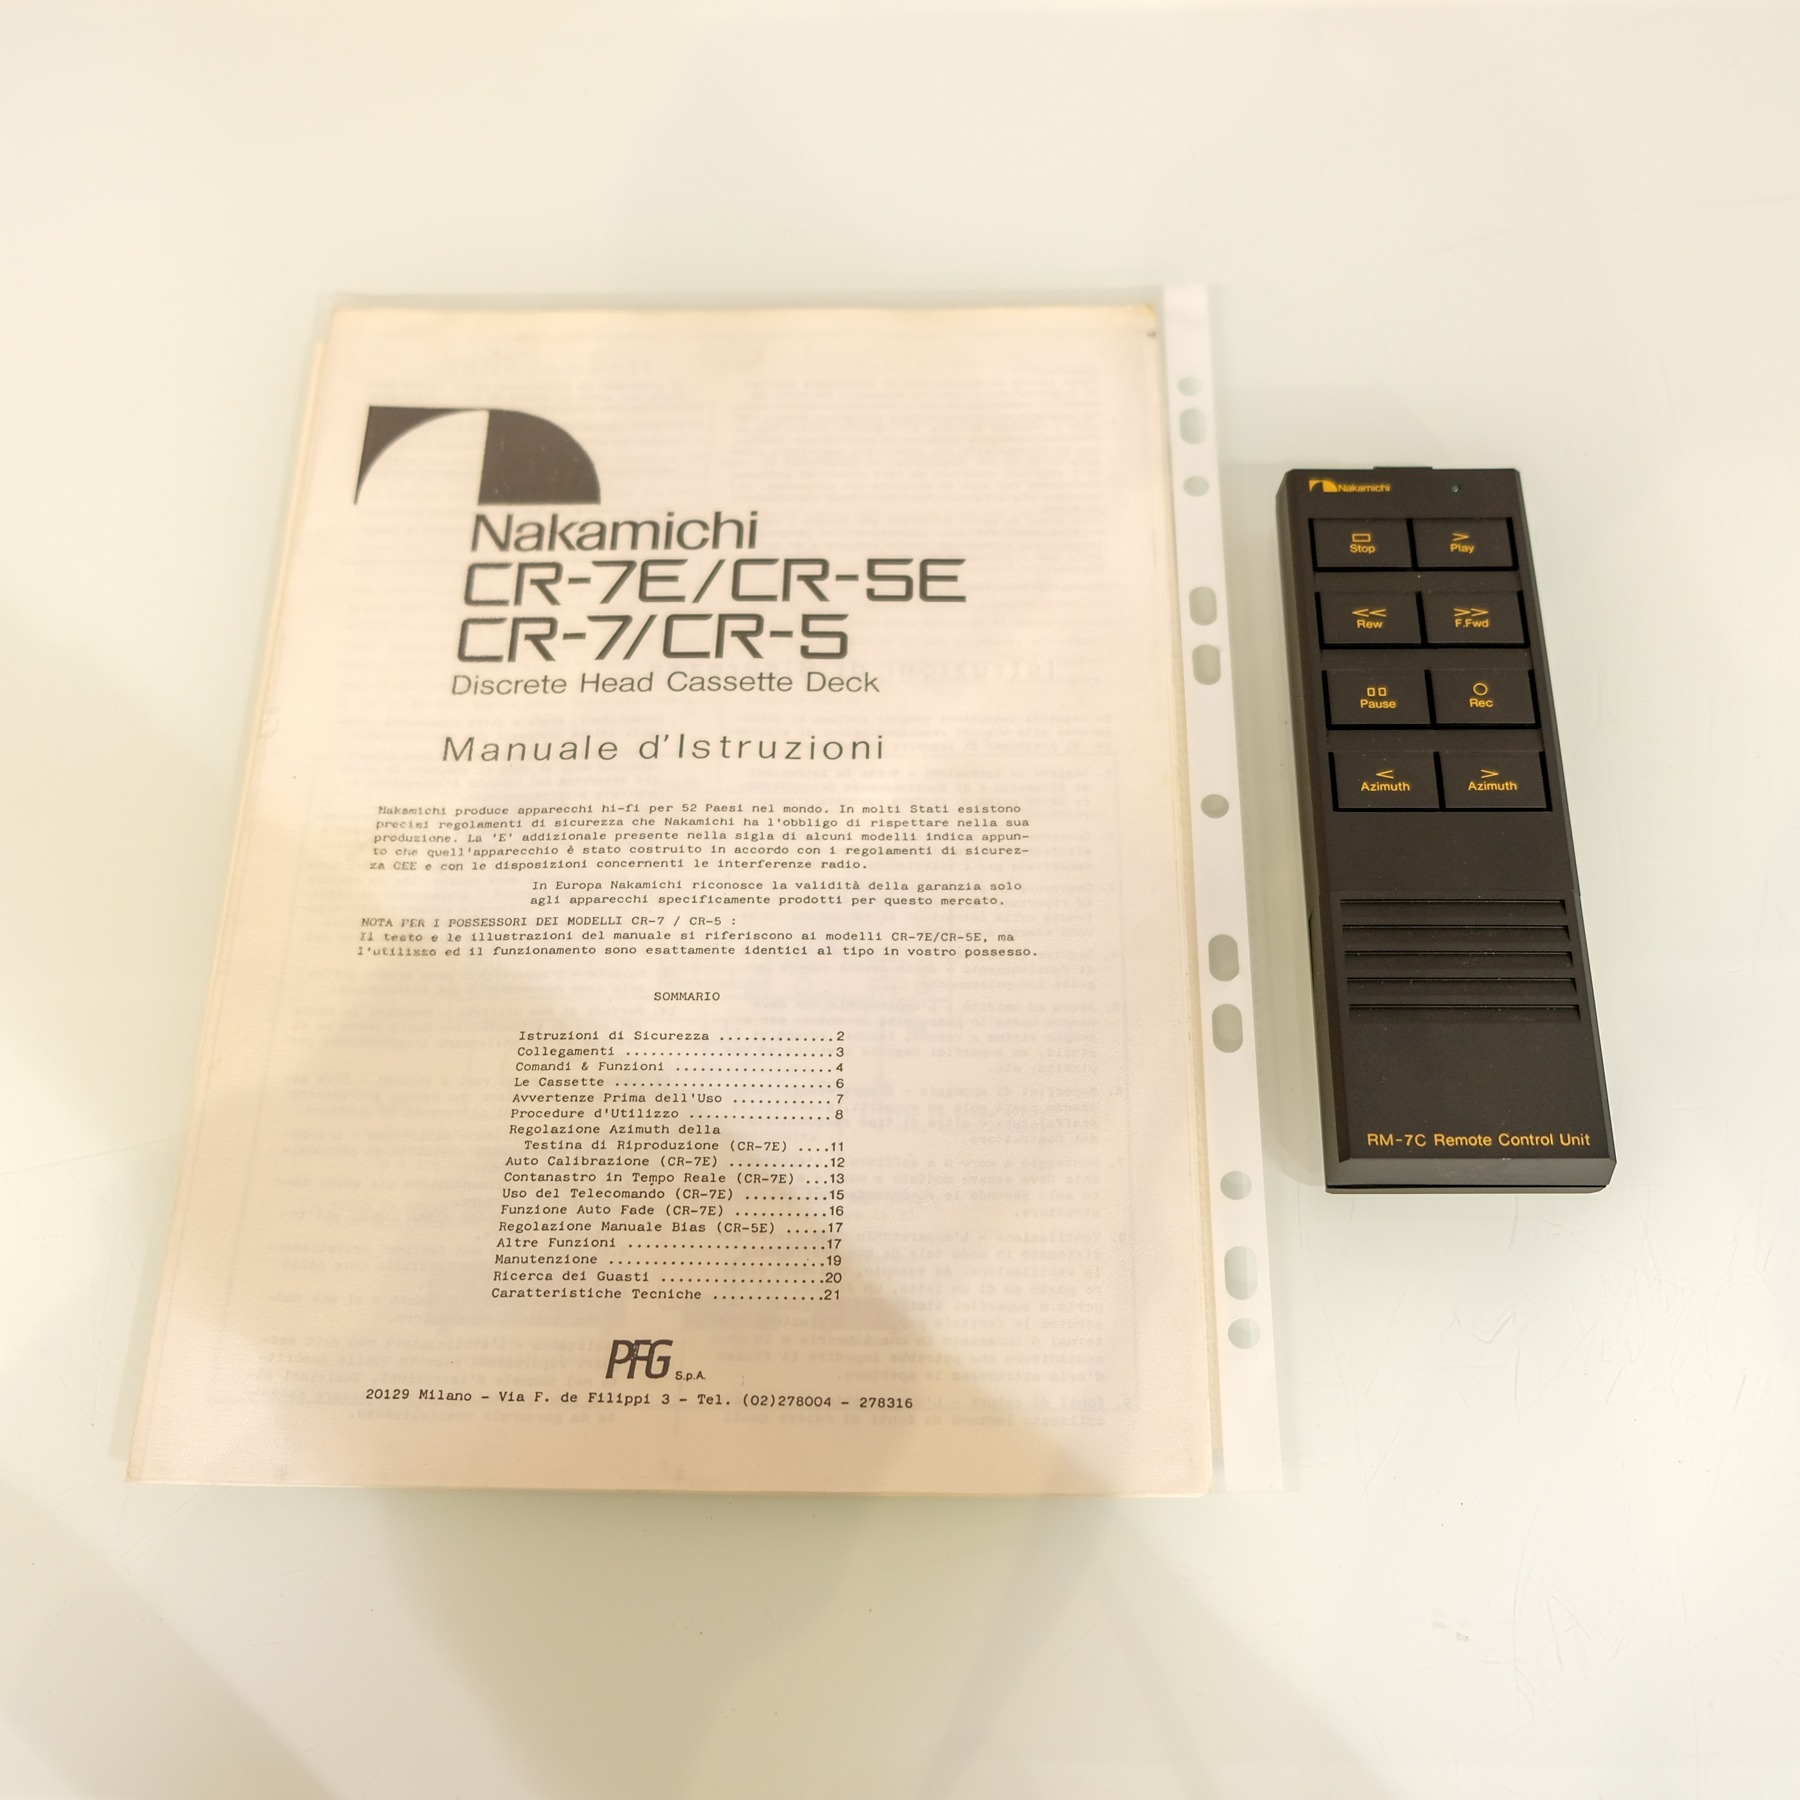 Nakamichi
CR-7E/CR-5E
CR-7/CR-5
Discrete Head Cassette Deck
Manuale d'Istruzioni
Nakamichi produce apparecchi hi-fi per 52 Paesi nel mondo. In molti Stati esistono
precisi regolamenti di sicurezza che Nakamichi ha l'obbligo di rispettare nella sua
produzione. La 'E' addizionale presente nella sigla di alcuni modelli indica appun-
to che quell'apparecchio è stato costruito in accordo con i regolamenti di sicurez-
za CEE e con le disposizioni concernenti le interferenze radio.
In Europa Nakamichi riconosce la validità della garanzia solo
agli apparecchi specificamente prodotti per questo mercato.
NOTA PER I POSSESSORI DEI MODELLI CR-7 / CR-5 :
Il testo e le illustrazioni del manuale si riferiscono ai modelli CR-7E/CR-5E, ma
l'utilizzo ed il funzionamento sono esattamente identici al tipo in vostro possesso.
SOMMARIO
Istruzioni di Sicurezza ..............2
Collegamenti ..........................3
Comandi & Funzioni ...................4
Le Cassette ...........................6
Avvertenze Prima dell'Uso ............7
Procedure d'Utilizzo ..................8
Regolazione Azimuth della
Testina di Riproduzione (CR-7E) ....11
Auto Calibrazione (CR-7E) ............12
Contanastro in Tempo Reale (CR-7E) ...13
Uso del Telecomando (CR-7E) ..........15
Funzione Auto Fade (CR-7E) ...........16
Regolazione Manuale Bias (CR-5E) .....17
Altre Funzioni ........................17
Manutenzione ..........................19
Ricerca dei Guasti ....................20
Caratteristiche Tecniche .............21
PFG S.p.A.
20129 Milano - Via F. de Filippi 3 - Tel. (02)278004 - 278316
Nakamichi
Stop Play
<< >>
Rew F.Fwd
Pause Rec
< >
Azimuth Azimuth
RM-7C Remote Control Unit